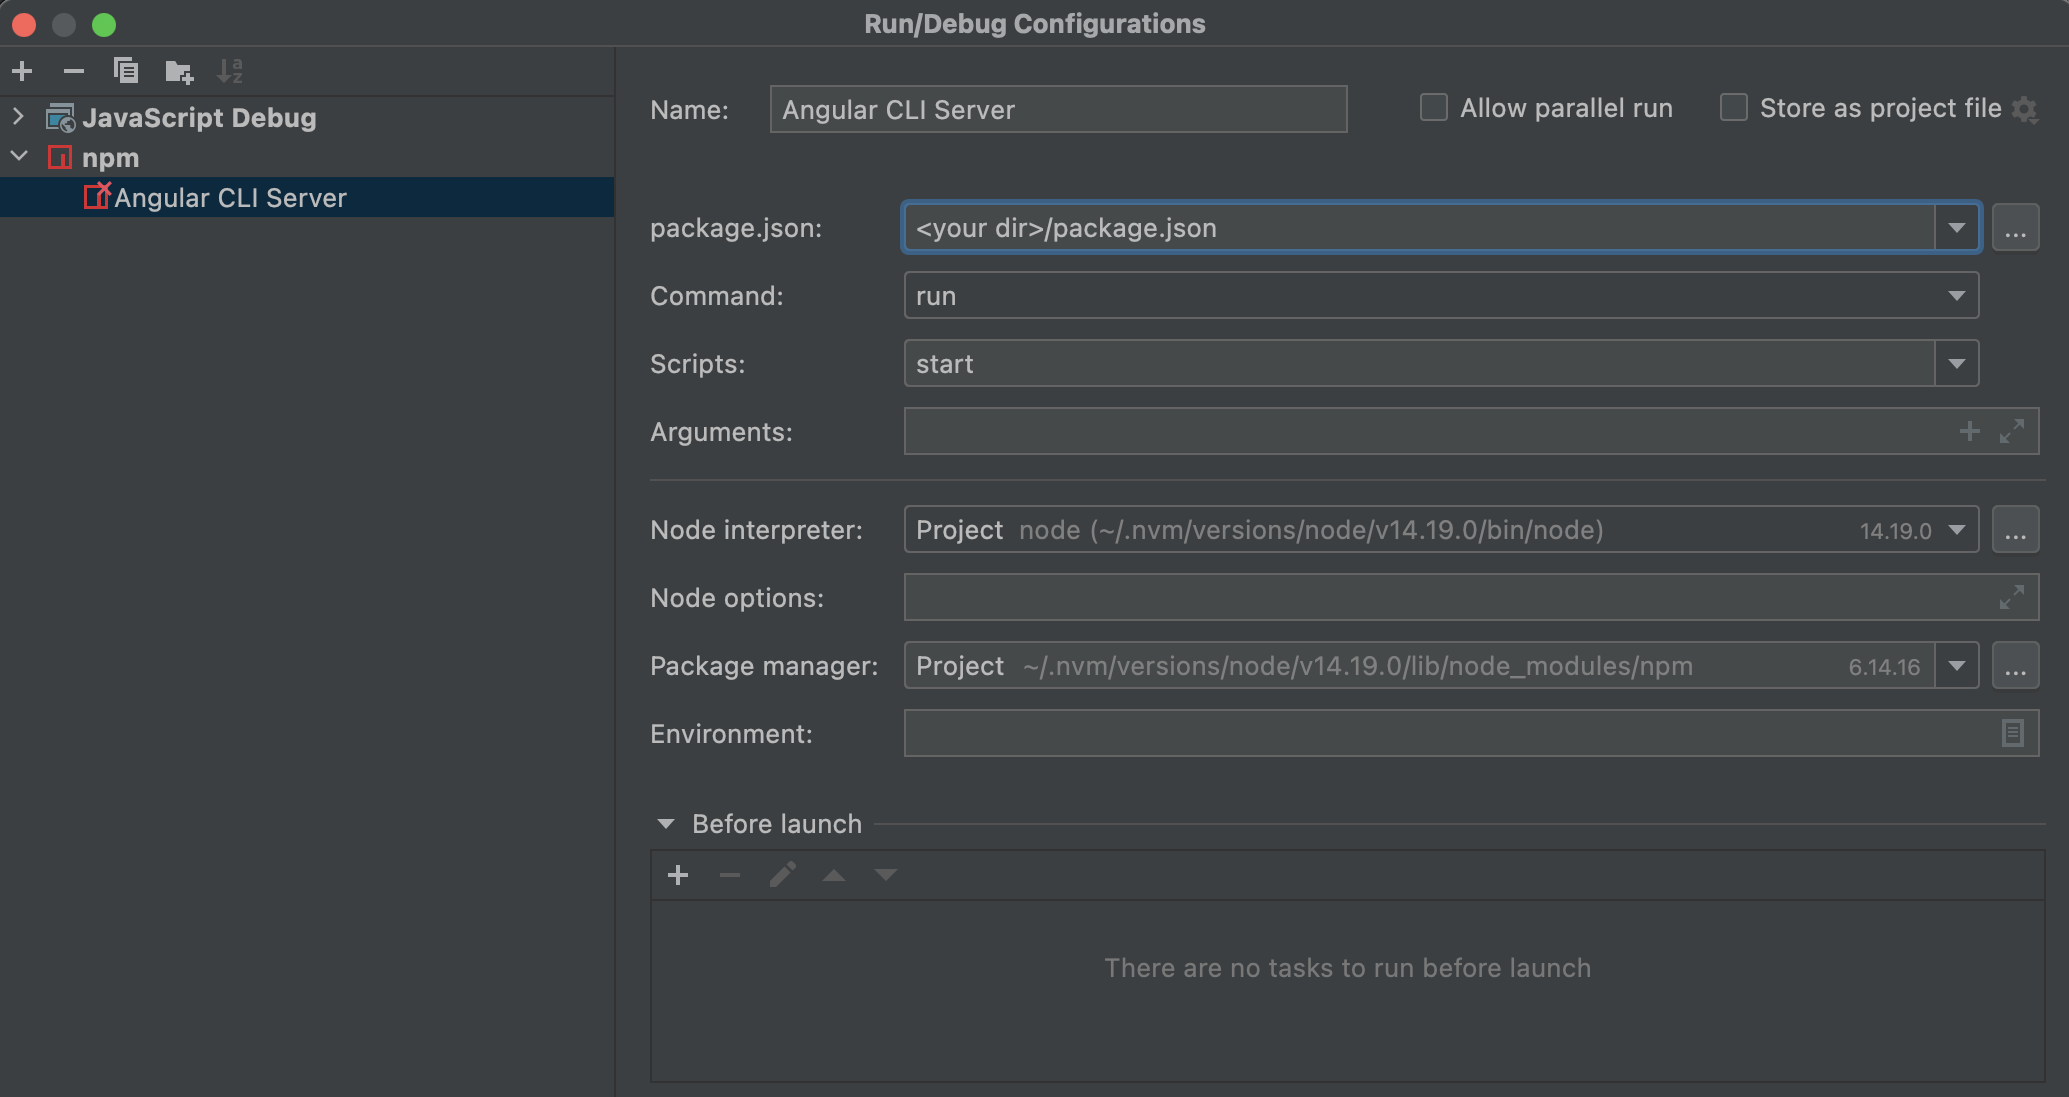 Run/Debug Configurations
JavaScript Debug
npm
Angular CLI Server
Name: Angular CLI Server Allow parallel run Store as project file
package.json: <your dir>/package.json ...
Command: run
Scripts: start
Arguments:
Node interpreter: Project node (~/.nvm/versions/node/v14.19.0/bin/node) 14.19.0 ...
Node options:
Package manager: Project ~/.nvm/versions/node/v14.19.0/lib/node_modules/npm 6.14.16 ...
Environment:
Before launch
There are no tasks to run before launch